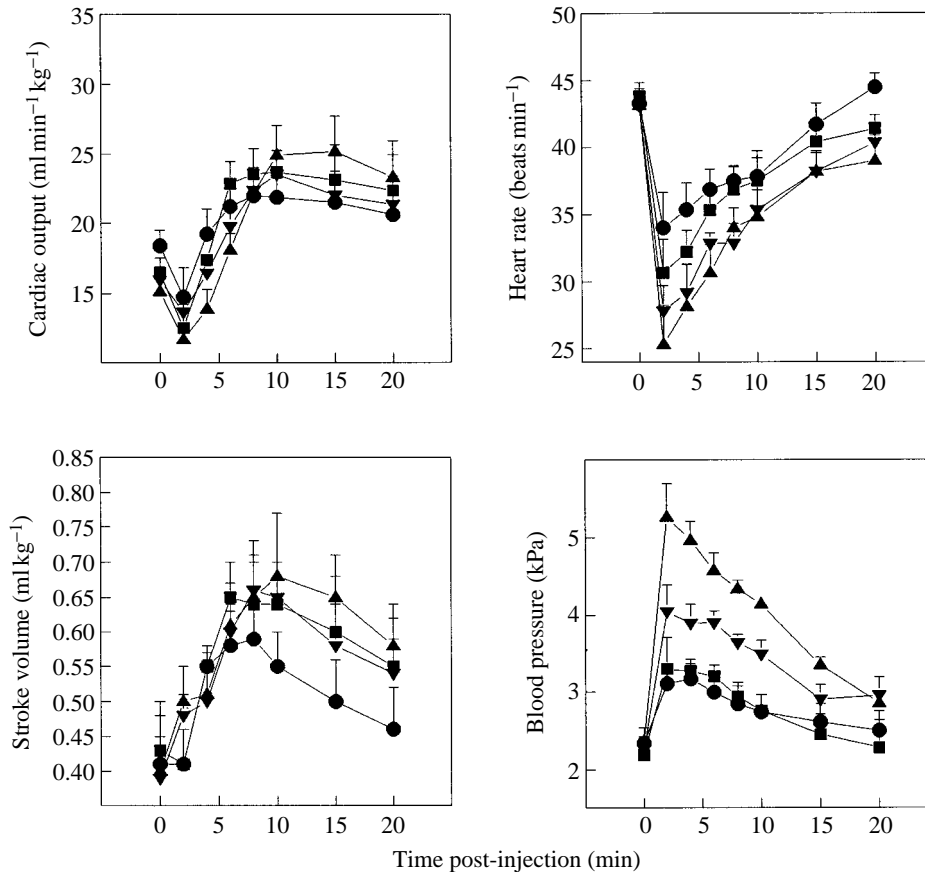 35
30
25
20
15
0 5 10 15 20
Cardiac output (ml min⁻¹ kg⁻¹)
45
40
35
30
25
0 5 10 15 20
Heart rate (beats min⁻¹)
0.85
0.80
0.75
0.70
0.65
0.60
0.55
0.50
0.45
0.40
0 5 10 15 20
Stroke volume (ml kg⁻¹)
5
4
3
2
0 5 10 15 20
Blood pressure (kPa)
Time post-injection (min)